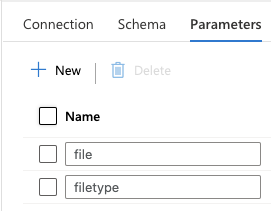 Connection Schema Parameters
New Delete
Name
file
filetype